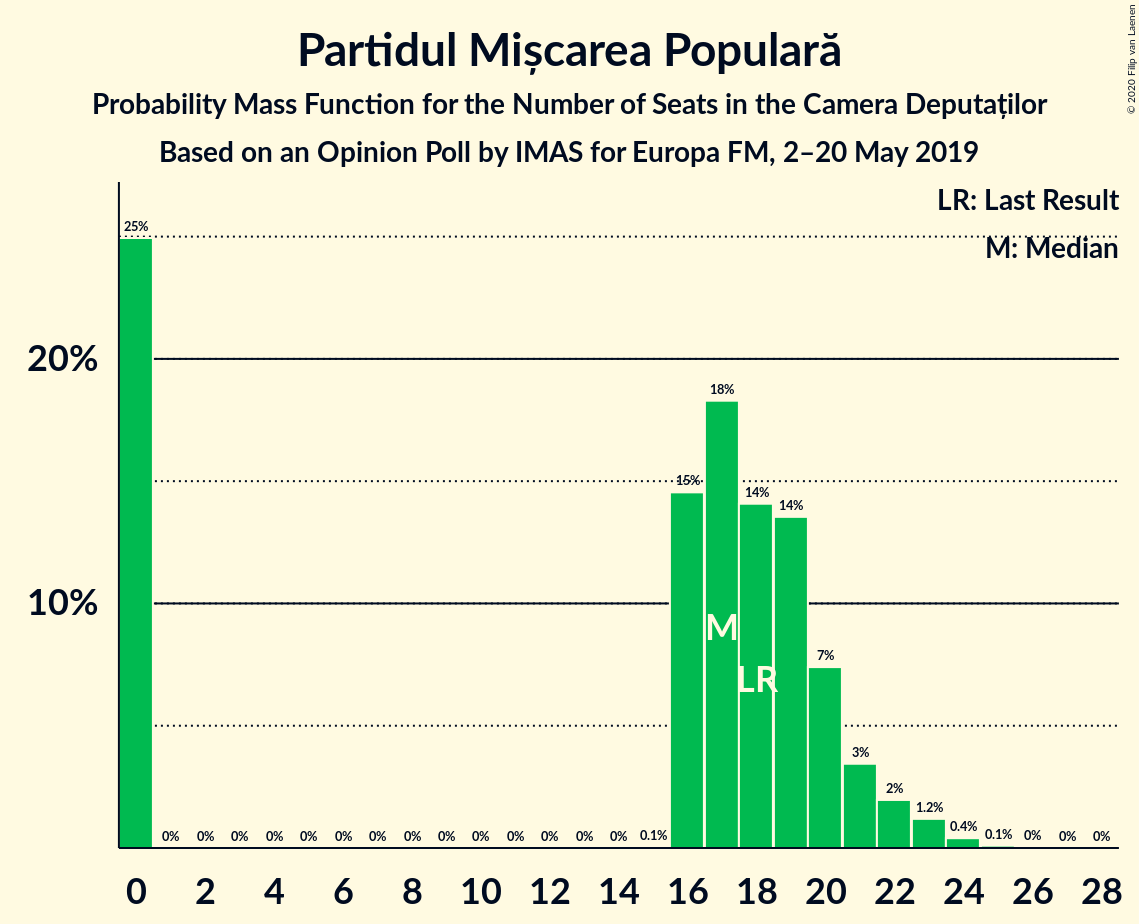 Partidul Mișcarea Populară
Probability Mass Function for the Number of Seats in the Camera Deputaților
Based on an Opinion Poll by IMAS for Europa FM, 2–20 May 2019
© 2020 Filip van Laenen
LR: Last Result
M: Median
20%
10%
25%
0% 0% 0% 0% 0% 0% 0% 0% 0% 0% 0% 0% 0% 0% 0.1% 15% 18% 14% 14% 7% 3% 2% 1.2% 0.4% 0.1% 0% 0% 0%
M
LR
0 2 4 6 8 10 12 14 16 18 20 22 24 26 28